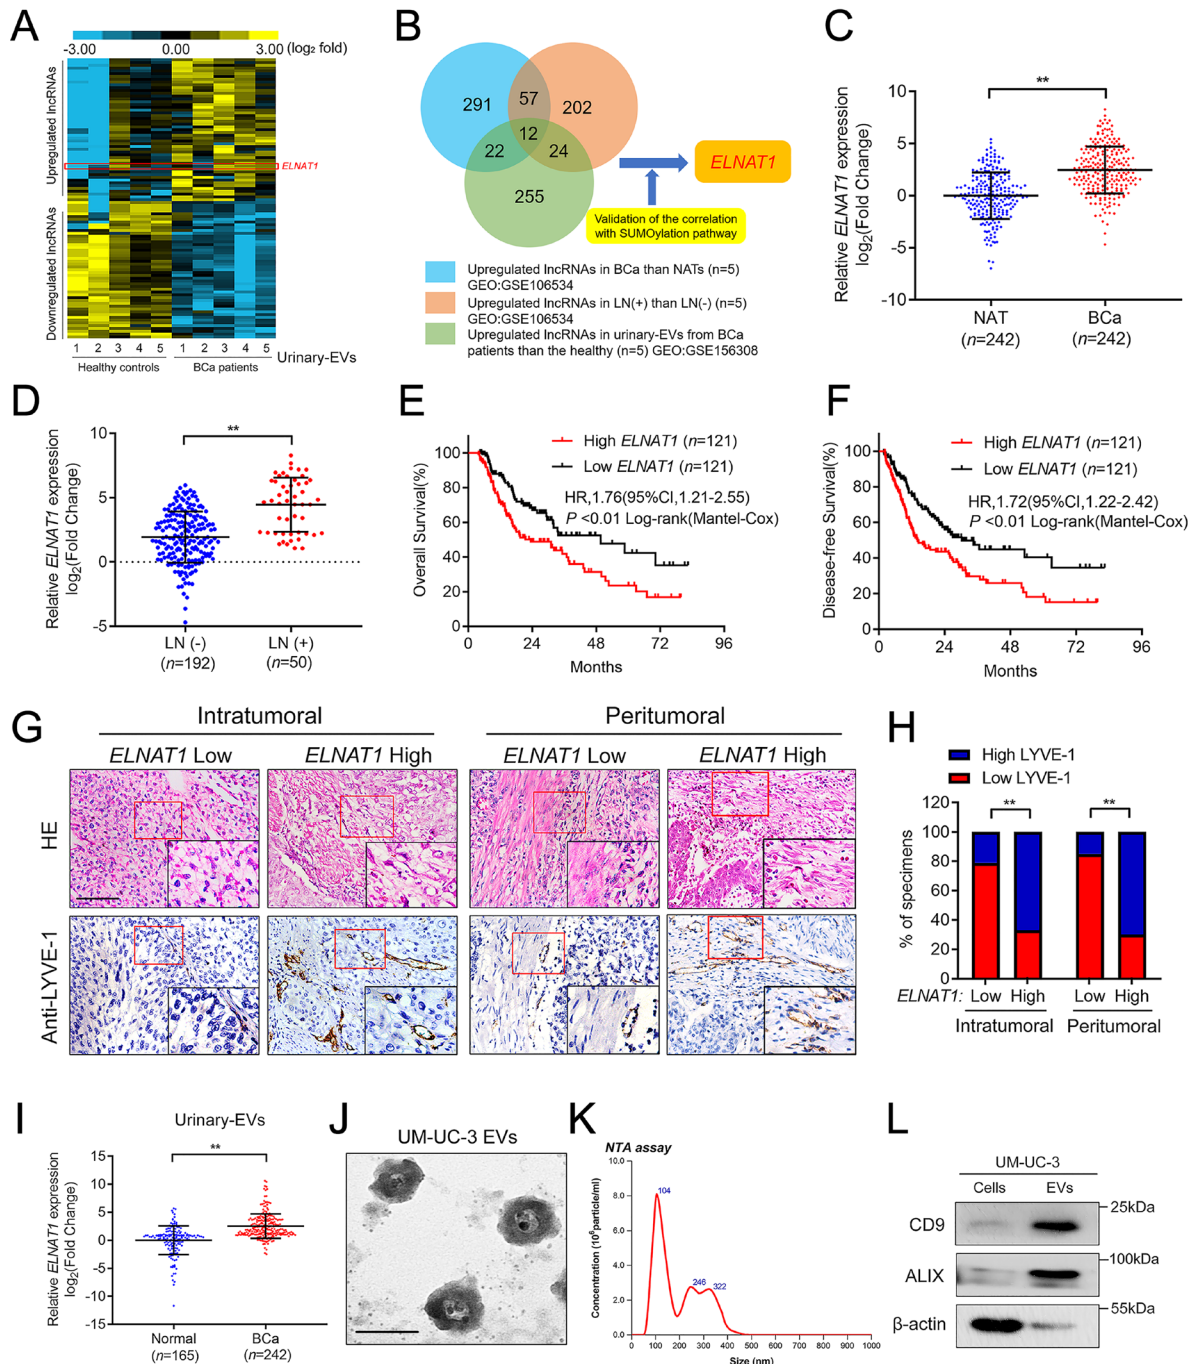 A
-3.00 0.00 3.00 (log₂ fold)
Upregulated lncRNAs
ELNAT1
Downregulated lncRNAs
1 2 3 4 5 1 2 3 4 5 Urinary-EVs
Healthy controls BCa patients
B
291 57 202
12
22 24
255
ELNAT1
Validation of the correlation
with SUMOylation pathway
Upregulated lncRNAs in BCa than NATs (n=5)
GEO:GSE106534
Upregulated lncRNAs in LN(+) than LN(-) (n=5)
GEO:GSE106534
Upregulated lncRNAs in urinary-EVs from BCa
patients than the healthy (n=5) GEO:GSE156308
C
Relative ELNAT1 expression
log₂(Fold Change)
10
5
0
-5
-10
**
NAT BCa
(n=242) (n=242)
D
Relative ELNAT1 expression
log₂(Fold Change)
10
5
0
-5
**
LN (-) LN (+)
(n=192) (n=50)
E
Overall Survival(%)
100
80
60
40
20
0
High ELNAT1 (n=121)
Low ELNAT1 (n=121)
HR,1.76(95%CI,1.21-2.55)
P <0.01 Log-rank(Mantel-Cox)
0 24 48 72 96
Months
F
Disease-free Survival(%)
100
80
60
40
20
0
High ELNAT1 (n=121)
Low ELNAT1 (n=121)
HR,1.72(95%CI,1.22-2.42)
P <0.01 Log-rank(Mantel-Cox)
0 24 48 72 96
Months
G
Intratumoral Peritumoral
ELNAT1 Low ELNAT1 High ELNAT1 Low ELNAT1 High
HE
Anti-LYVE-1
H
High LYVE-1
Low LYVE-1
% of specimens
120
100
80
60
40
20
0
** **
ELNAT1: Low High Low High
Intratumoral Peritumoral
I
Urinary-EVs
Relative ELNAT1 expression
log₂(Fold Change)
15
10
5
0
-5
-10
-15
**
Normal BCa
(n=165) (n=242)
J
UM-UC-3 EVs
K
NTA assay
Concentration (10⁶particle/ml)
10.0
8.0
6.0
4.0
2.0
0.0
104
246 322
0 100 200 300 400 500 600 700 800 900 1000
Size (nm)
L
UM-UC-3
Cells EVs
CD9 25kDa
ALIX 100kDa
β-actin 55kDa